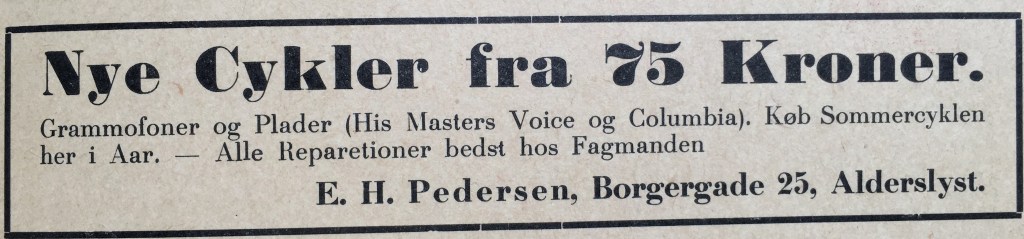 Nye Cykler fra 75 Kroner.
Grammofoner og Plader (His Masters Voice og Columbia). Køb Sommercyklen
her i Aar. — Alle Reparetioner bedst hos Fagmanden
E. H. Pedersen, Borgergade 25, Alderslyst.